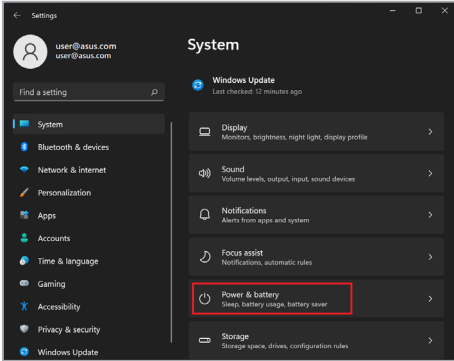 Settings
user@asus.com
user@asus.com
Find a setting
System
Bluetooth & devices
Network & internet
Personalization
Apps
Accounts
Time & language
Gaming
Accessibility
Privacy & security
Windows Update
System
Windows Update
Last checked: 12 minutes ago
Display
Monitors, brightness, night light, display profile
Sound
Volume levels, output, input, sound devices
Notifications
Alerts from apps and system
Focus assist
Notifications, automatic rules
Power & battery
Sleep, battery usage, battery saver
Storage
Storage space, drives, configuration rules